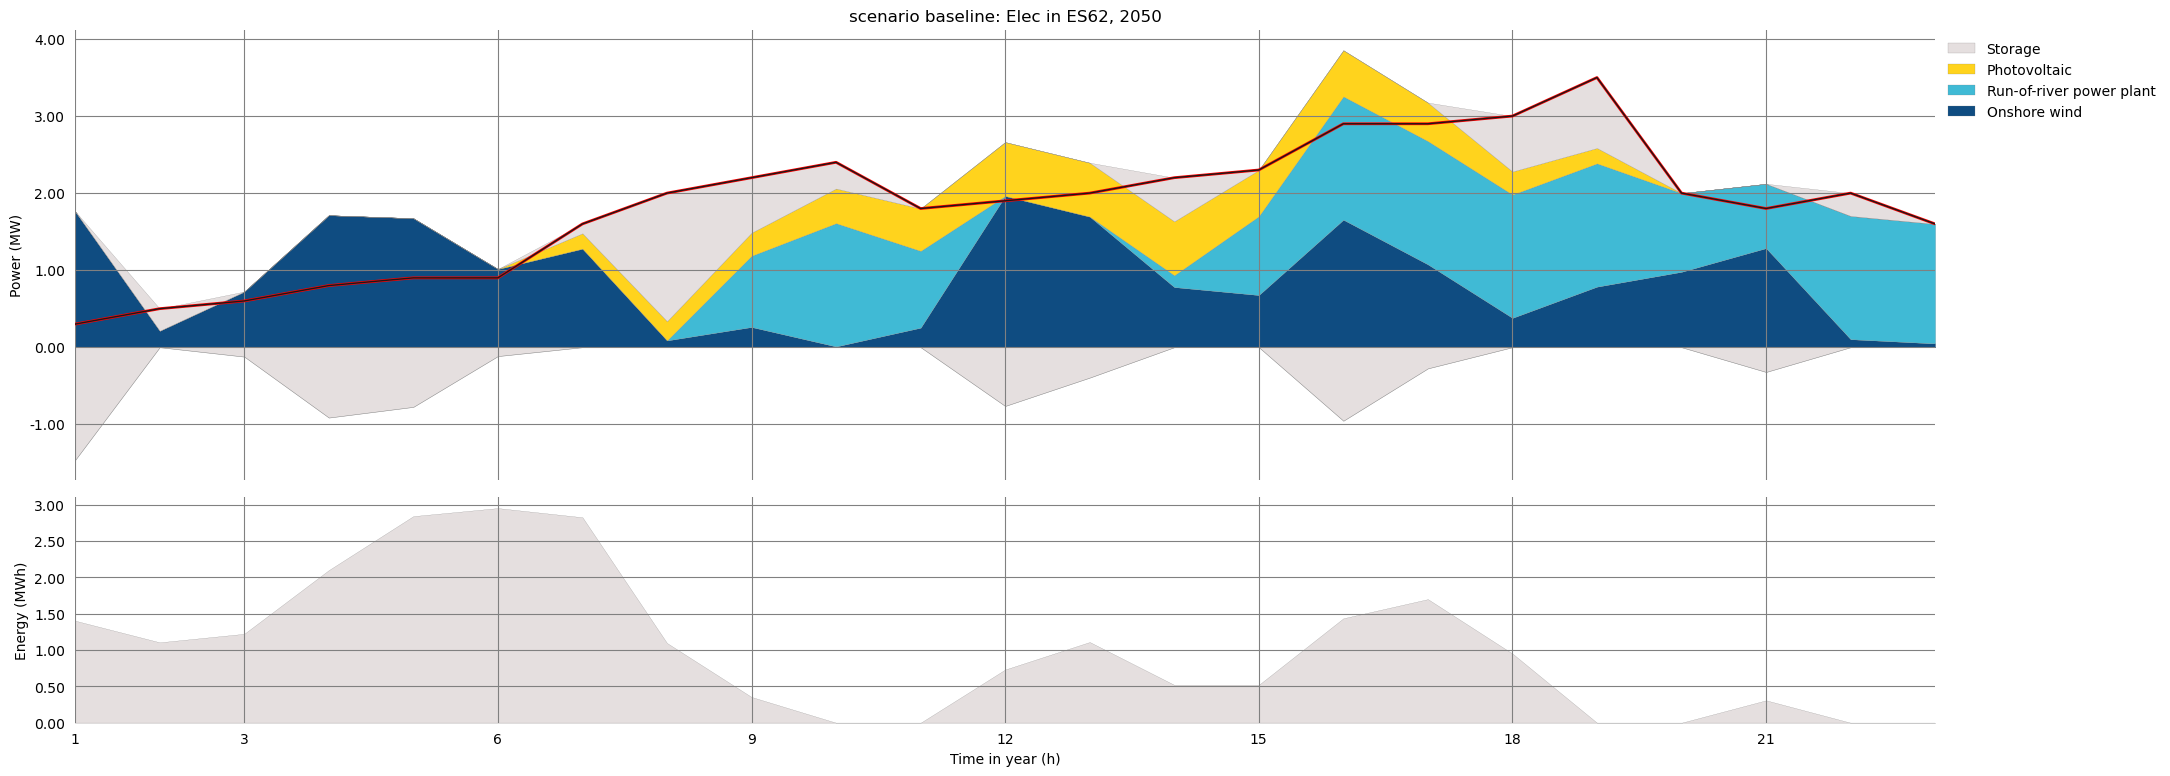 scenario baseline: Elec in ES62, 2050
4.00
3.00
2.00
1.00
0.00
-1.00
Power (MW)
Storage
Photovoltaic
Run-of-river power plant
Onshore wind
3.00
2.50
2.00
1.50
1.00
0.50
0.00
Energy (MWh)
1 3 6 9 12 15 18 21
Time in year (h)